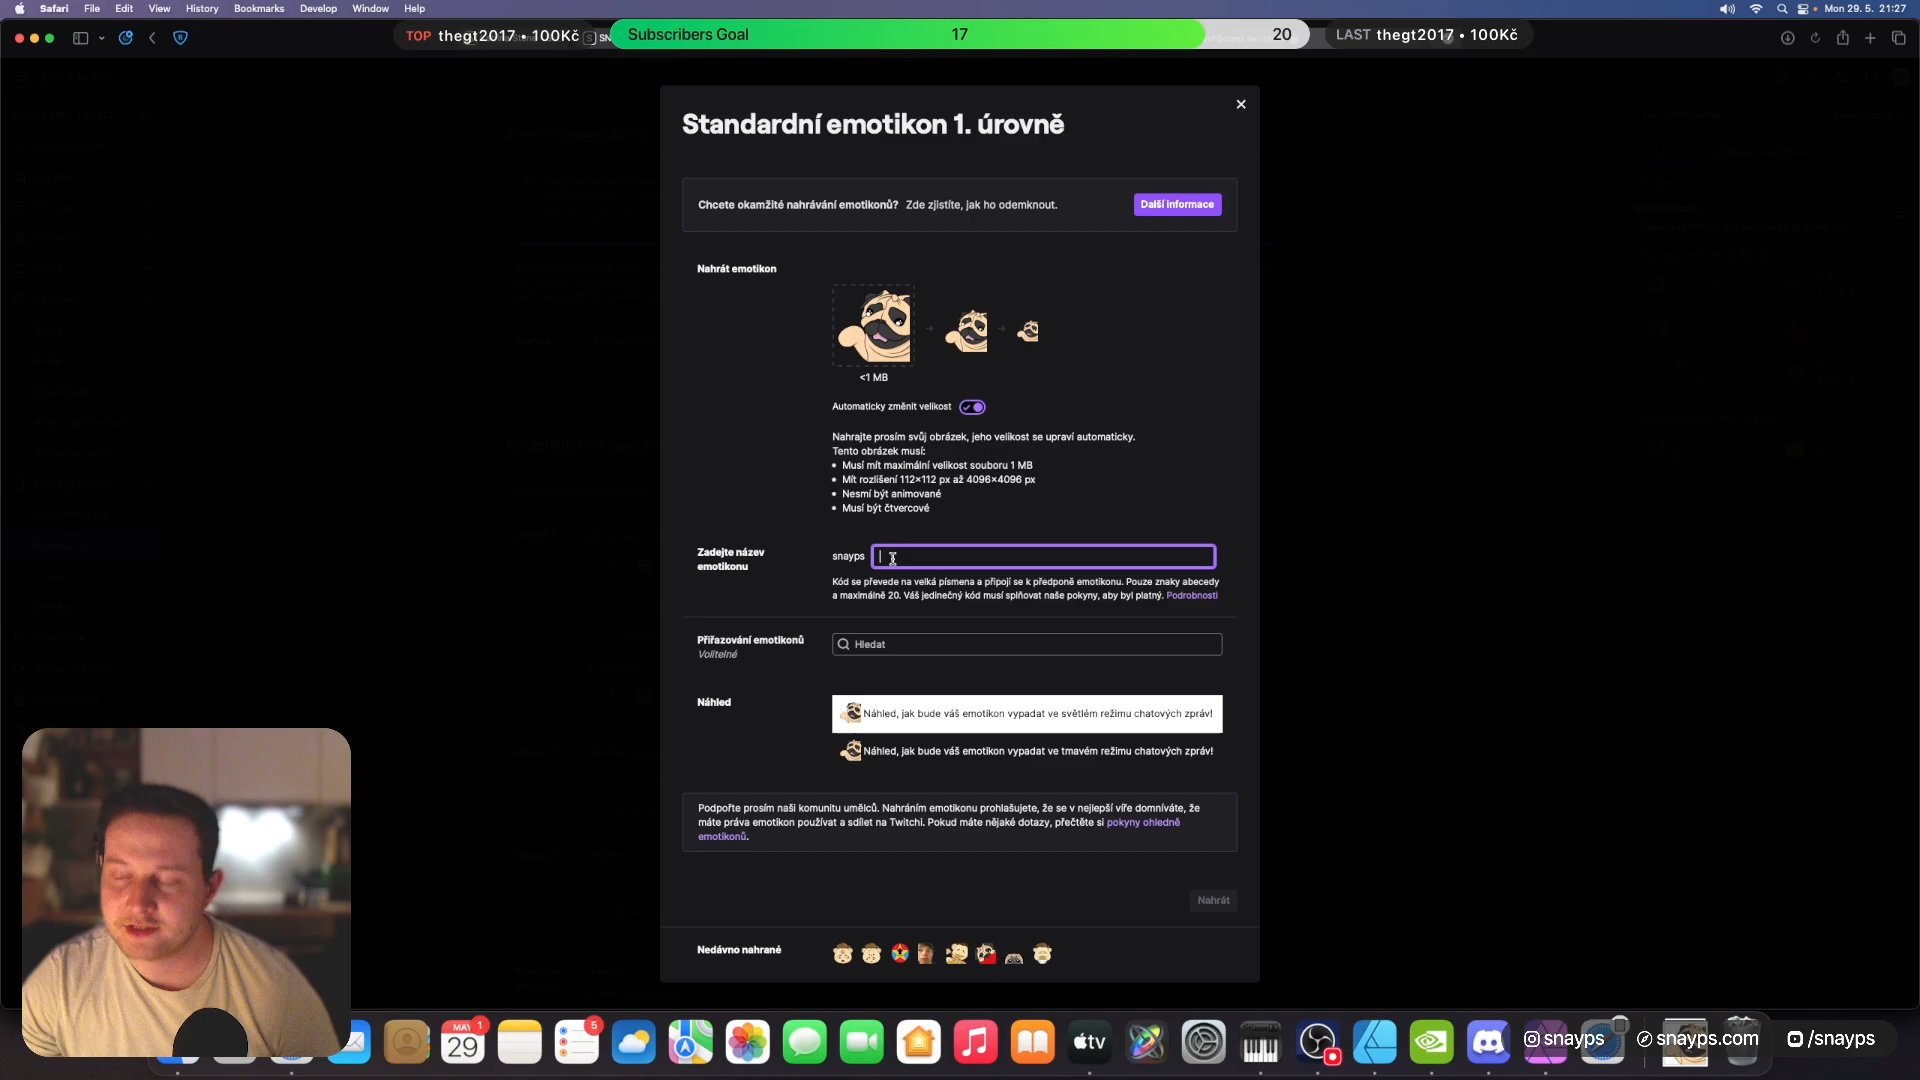 Safari File Edit View History Bookmarks Develop Window Help
Mon 29. 5. 21:27
TOP thegt2017 • 100Kč
Subscribers Goal 17 20
LAST thegt2017 • 100Kč
Standardní emotikon 1. úrovně
Chcete okamžité nahrávání emotikonů? Zde zjistíte, jak ho odemknout.
Další informace
Nahrát emotikon
<1 MB
Automaticky změnit velikost
Nahrajte prosím svůj obrázek, jeho velikost se upraví automaticky.
Tento obrázek musí:
• Musí mít maximální velikost souboru 1 MB
• Mít rozlišení 112×112 px až 4096×4096 px
• Nesmí být animované
• Musí být čtvercové
Zadejte název
emotikonu
snayps
Kód se převede na velká písmena a připojí se k předponě emotikonu. Pouze znaky abecedy
a maximálně 20. Váš jedinečný kód musí splňovat naše pokyny, aby byl platný. Podrobnosti
Přiřazování emotikonů
Volitelné
Hledat
Náhled
Náhled, jak bude váš emotikon vypadat ve světlém režimu chatových zpráv!
Náhled, jak bude váš emotikon vypadat ve tmavém režimu chatových zpráv!
Podpořte prosím naši komunitu umělců. Nahráním emotikonu prohlašujete, že se v nejlepší víře domníváte, že
máte práva emotikon používat a sdílet na Twitchi. Pokud máte nějaké dotazy, přečtěte si pokyny ohledně
emotikonů.
Nahrát
Nedávno nahrané
MAY 1
29
5
tv
snayps
snayps.com
/snayps